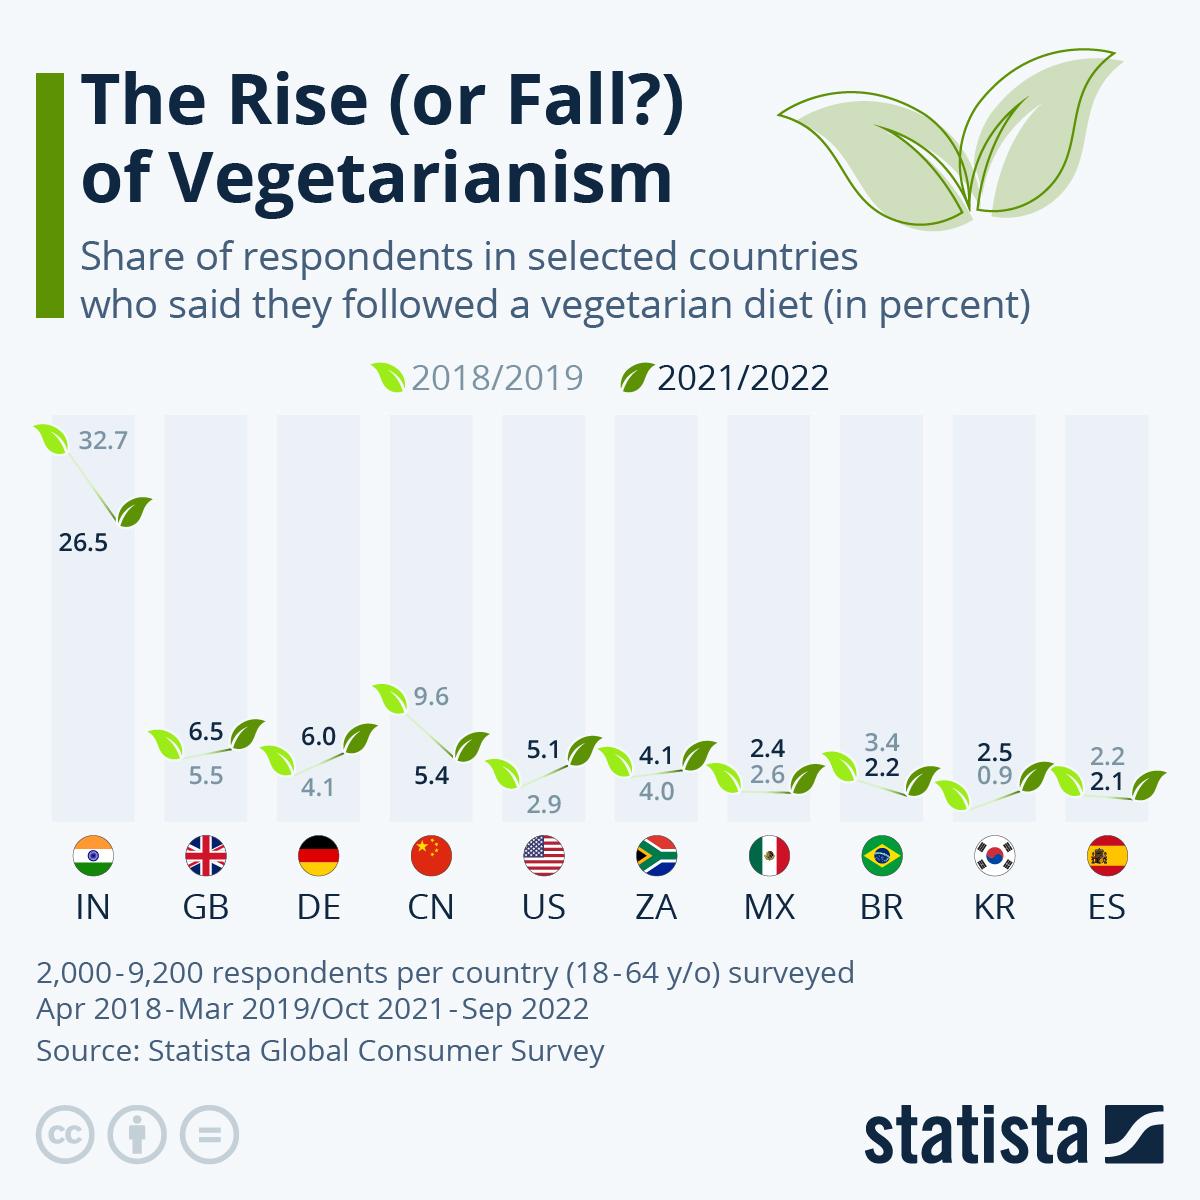 The Rise (or Fall?)
of Vegetarianism
Share of respondents in selected countries
who said they followed a vegetarian diet (in percent)
2018/2019 2021/2022
32.7
26.5
6.5
5.5
6.0
4.1
9.6
5.4
5.1
2.9
4.1
4.0
2.4
2.6
3.4
2.2
2.5
0.9
2.2
2.1
IN GB DE CN US ZA MX BR KR ES
2,000-9,200 respondents per country (18-64 y/o) surveyed
Apr 2018-Mar 2019/Oct 2021-Sep 2022
Source: Statista Global Consumer Survey
cc
statista